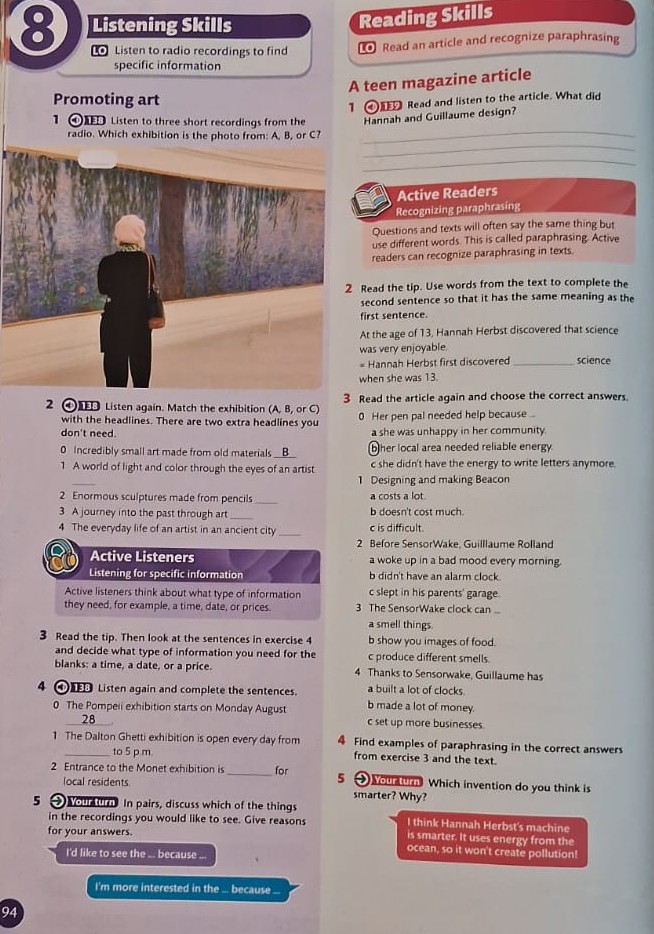 8
Listening Skills
LO Listen to radio recordings to find
specific information
Promoting art
1 138 Listen to three short recordings from the
radio. Which exhibition is the photo from: A, B, or C?
2 138 Listen again. Match the exhibition (A, B, or C)
with the headlines. There are two extra headlines you
don't need.
0 Incredibly small art made from old materials B
1 A world of light and color through the eyes of an artist
____
2 Enormous sculptures made from pencils ____
3 A journey into the past through art ____
4 The everyday life of an artist in an ancient city ____
Active Listeners
Listening for specific information
Active listeners think about what type of information
they need, for example, a time, date, or prices.
3 Read the tip. Then look at the sentences in exercise 4
and decide what type of information you need for the
blanks: a time, a date, or a price.
4 138 Listen again and complete the sentences.
0 The Pompeii exhibition starts on Monday August
28 .
1 The Dalton Ghetti exhibition is open every day from
________ to 5 p.m.
2 Entrance to the Monet exhibition is ________ for
local residents.
5 Your turn In pairs, discuss which of the things
in the recordings you would like to see. Give reasons
for your answers.
I'd like to see the ... because ...
I'm more interested in the ... because ...
94
Reading Skills
LO Read an article and recognize paraphrasing
A teen magazine article
1 139 Read and listen to the article. What did
Hannah and Guillaume design?
Active Readers
Recognizing paraphrasing
Questions and texts will often say the same thing but
use different words. This is called paraphrasing. Active
readers can recognize paraphrasing in texts.
2 Read the tip. Use words from the text to complete the
second sentence so that it has the same meaning as the
first sentence.
At the age of 13, Hannah Herbst discovered that science
was very enjoyable.
= Hannah Herbst first discovered ________ science
when she was 13.
3 Read the article again and choose the correct answers.
0 Her pen pal needed help because ...
a she was unhappy in her community.
b her local area needed reliable energy.
c she didn't have the energy to write letters anymore.
1 Designing and making Beacon
a costs a lot.
b doesn't cost much.
c is difficult.
2 Before SensorWake, Guilllaume Rolland
a woke up in a bad mood every morning.
b didn't have an alarm clock.
c slept in his parents' garage.
3 The SensorWake clock can ...
a smell things.
b show you images of food.
c produce different smells.
4 Thanks to Sensorwake, Guillaume has
a built a lot of clocks.
b made a lot of money.
c set up more businesses.
4 Find examples of paraphrasing in the correct answers
from exercise 3 and the text.
5 Your turn Which invention do you think is
smarter? Why?
I think Hannah Herbst's machine
is smarter. It uses energy from the
ocean, so it won't create pollution!